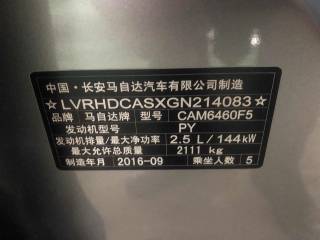 中国·长安马自达汽车有限公司制造
☆LVRHDCASXGN214083☆
品牌 马自达牌 型号 CAM6460F5
发动机型号 PY
发动机排量/最大净功率 2.5 L/144kW
最大允许总质量 2111 kg
制造年月 2016-09 乘坐人数 5